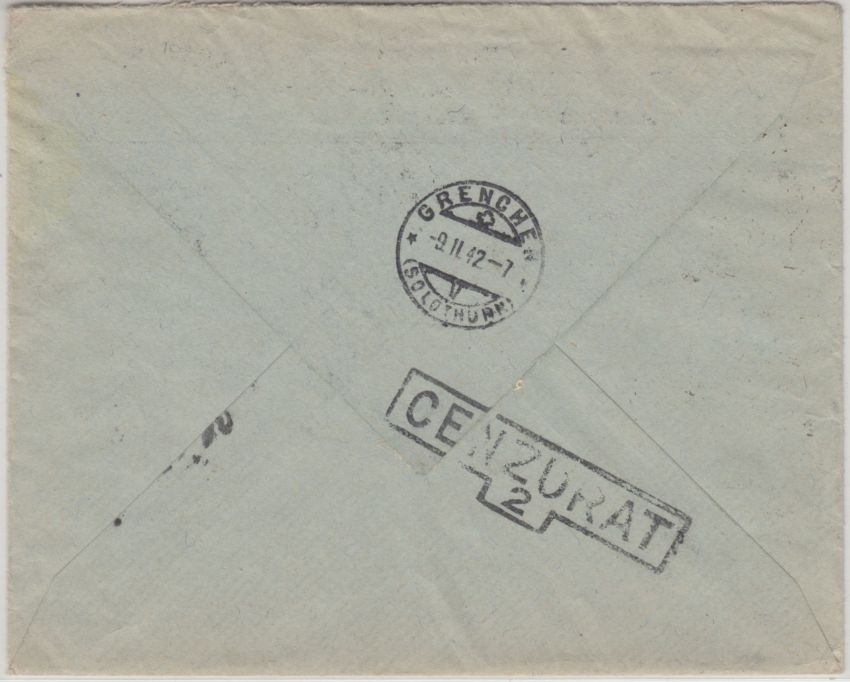 GRENCHEN
-9.II.42-7
(SOLOTHURN)
CENZURAT
2